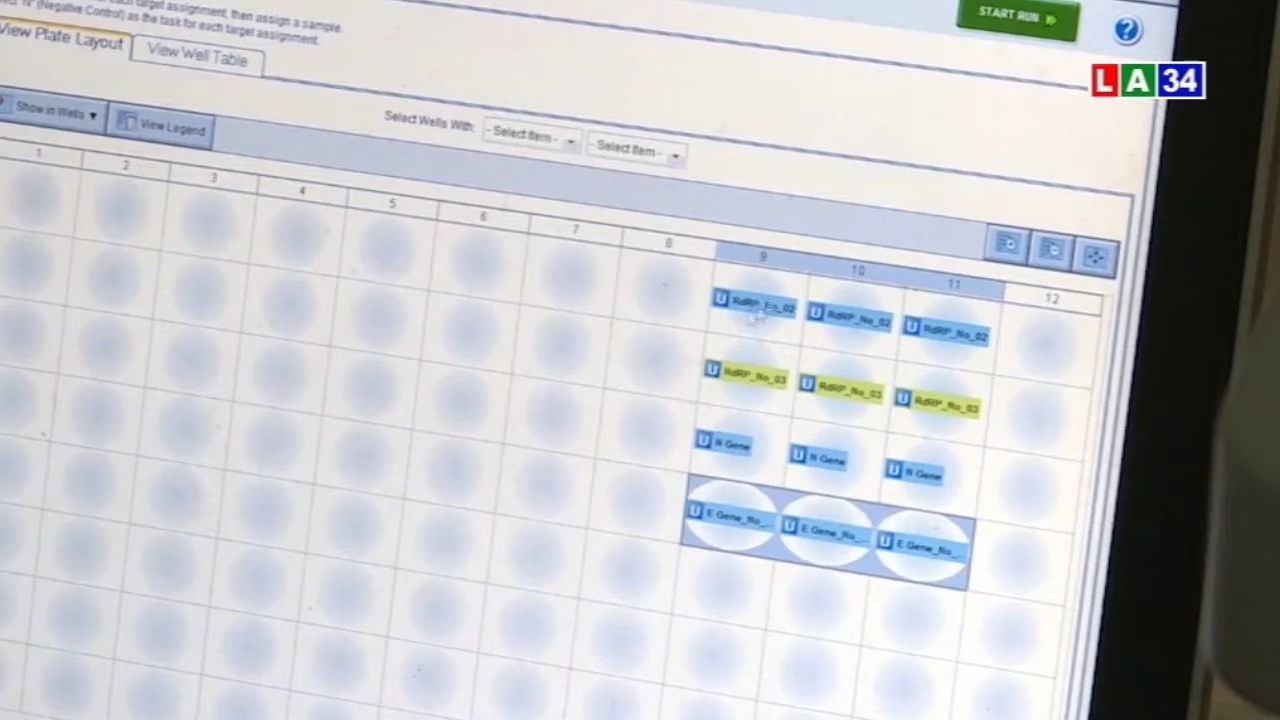 each target assignment, then assign a sample.
'N' (Negative Control) as the task for each target assignment.
START RUN
?
LA34
View Plate Layout
View Well Table
Show in Wells
View Legend
Select Wells With:
- Select Item -
- Select Item -
1 2 3 4 5 6 7 8 9 10 11 12
U RdRP_No_02
U RdRP_No_02
U RdRP_No_02
U RdRP_No_03
U RdRP_No_03
U RdRP_No_03
U N Gene
U N Gene
U N Gene
U E Gene_No_...
U E Gene_No_...
U E Gene_No_...